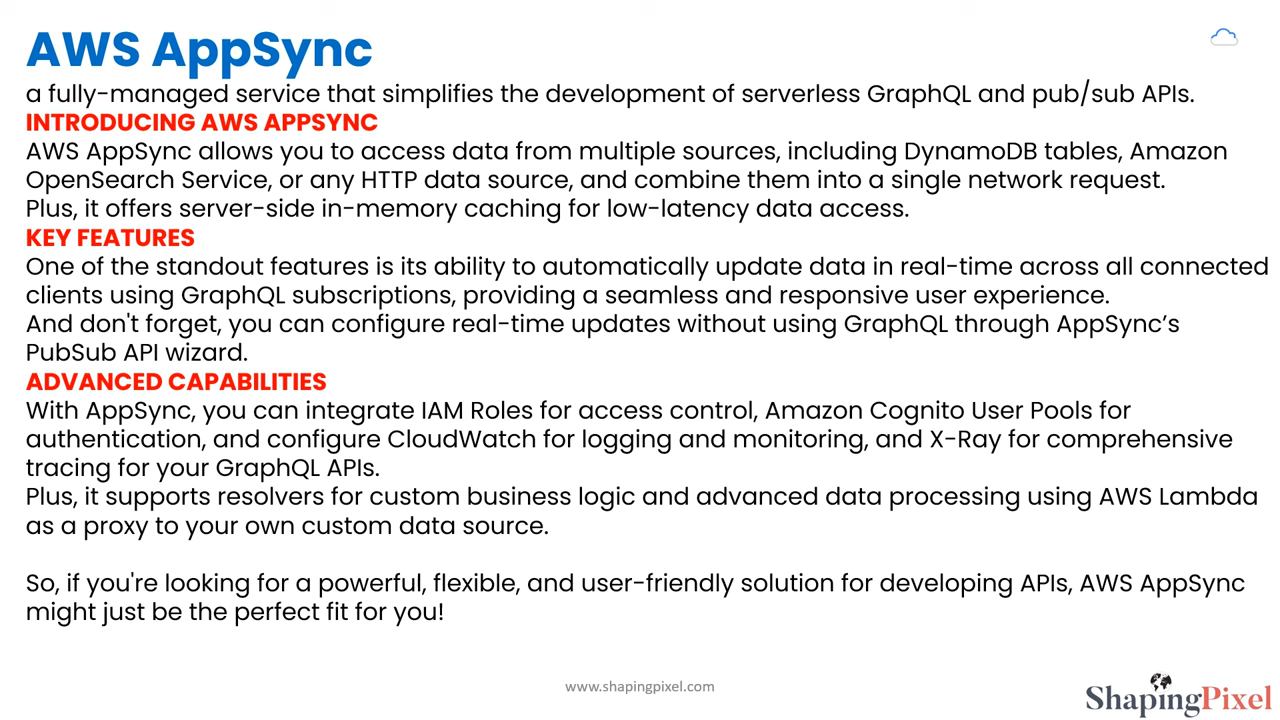 AWS AppSync
a fully-managed service that simplifies the development of serverless GraphQL and pub/sub APIs.
INTRODUCING AWS APPSYNC
AWS AppSync allows you to access data from multiple sources, including DynamoDB tables, Amazon
OpenSearch Service, or any HTTP data source, and combine them into a single network request.
Plus, it offers server-side in-memory caching for low-latency data access.
KEY FEATURES
One of the standout features is its ability to automatically update data in real-time across all connected
clients using GraphQL subscriptions, providing a seamless and responsive user experience.
And don't forget, you can configure real-time updates without using GraphQL through AppSync’s
PubSub API wizard.
ADVANCED CAPABILITIES
With AppSync, you can integrate IAM Roles for access control, Amazon Cognito User Pools for
authentication, and configure CloudWatch for logging and monitoring, and X-Ray for comprehensive
tracing for your GraphQL APIs.
Plus, it supports resolvers for custom business logic and advanced data processing using AWS Lambda
as a proxy to your own custom data source.
So, if you're looking for a powerful, flexible, and user-friendly solution for developing APIs, AWS AppSync
might just be the perfect fit for you!
www.shapingpixel.com
ShapingPixel